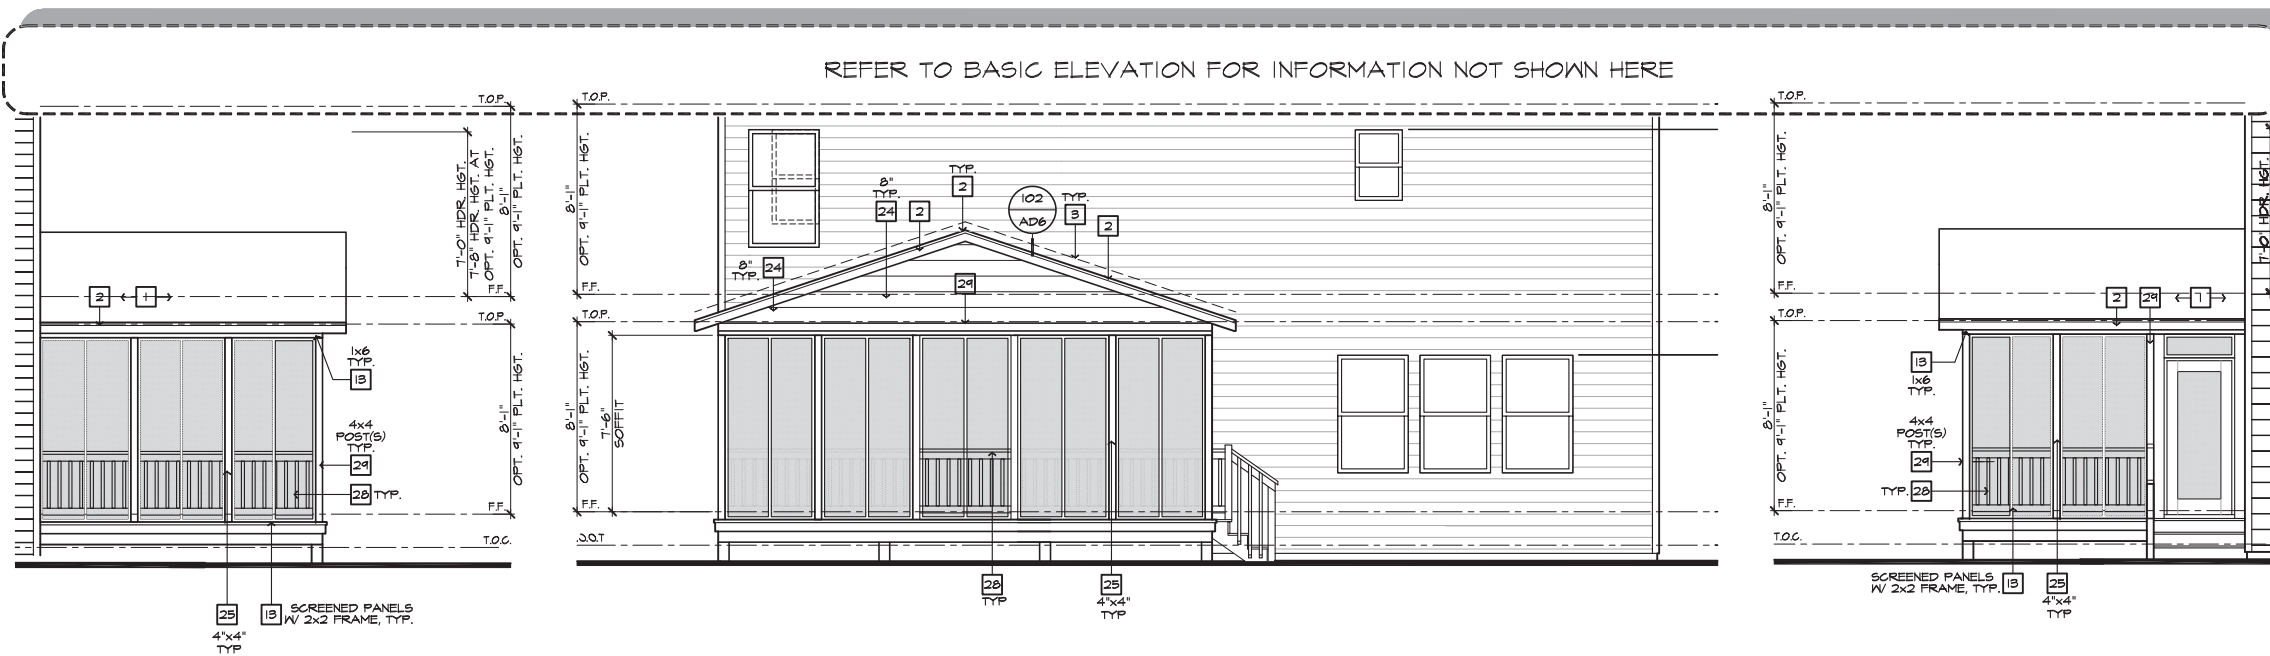 REFER TO BASIC ELEVATION FOR INFORMATION NOT SHOWN HERE
T.O.P.
7'-0" HDR. HGT.
7'-8" HDR. HGT. AT
OPT. 9'-1" PLT. HGT.
8'-1"
OPT. 9'-1" PLT. HGT.
F.F.
2
1
T.O.P.
1x6
TYP.
13
4x4
POST(S)
TYP.
29
28 TYP.
8'-1"
OPT. 9'-1" PLT. HGT.
F.F.
T.O.C.
25
4"x4"
TYP
13
SCREENED PANELS
W/ 2x2 FRAME, TYP.
T.O.P.
8'-1"
OPT. 9'-1" PLT. HGT.
F.F.
T.O.P.
8'-1"
OPT. 9'-1" PLT. HGT.
7'-6"
SOFFIT
F.F.
8"
TYP.
24
2
TYP.
2
102
AD6
TYP.
3
2
8"
TYP.
24
29
28
TYP
25
4"x4"
TYP
T.O.P.
8'-1"
OPT. 9'-1" PLT. HGT.
F.F.
T.O.P.
2
29
1
7'-0" HDR. HGT.
13
1x6
TYP.
8'-1"
OPT. 9'-1" PLT. HGT.
4x4
POST(S)
TYP.
29
TYP. 28
F.F.
T.O.C.
SCREENED PANELS
W/ 2x2 FRAME, TYP.
13
25
4"x4"
TYP